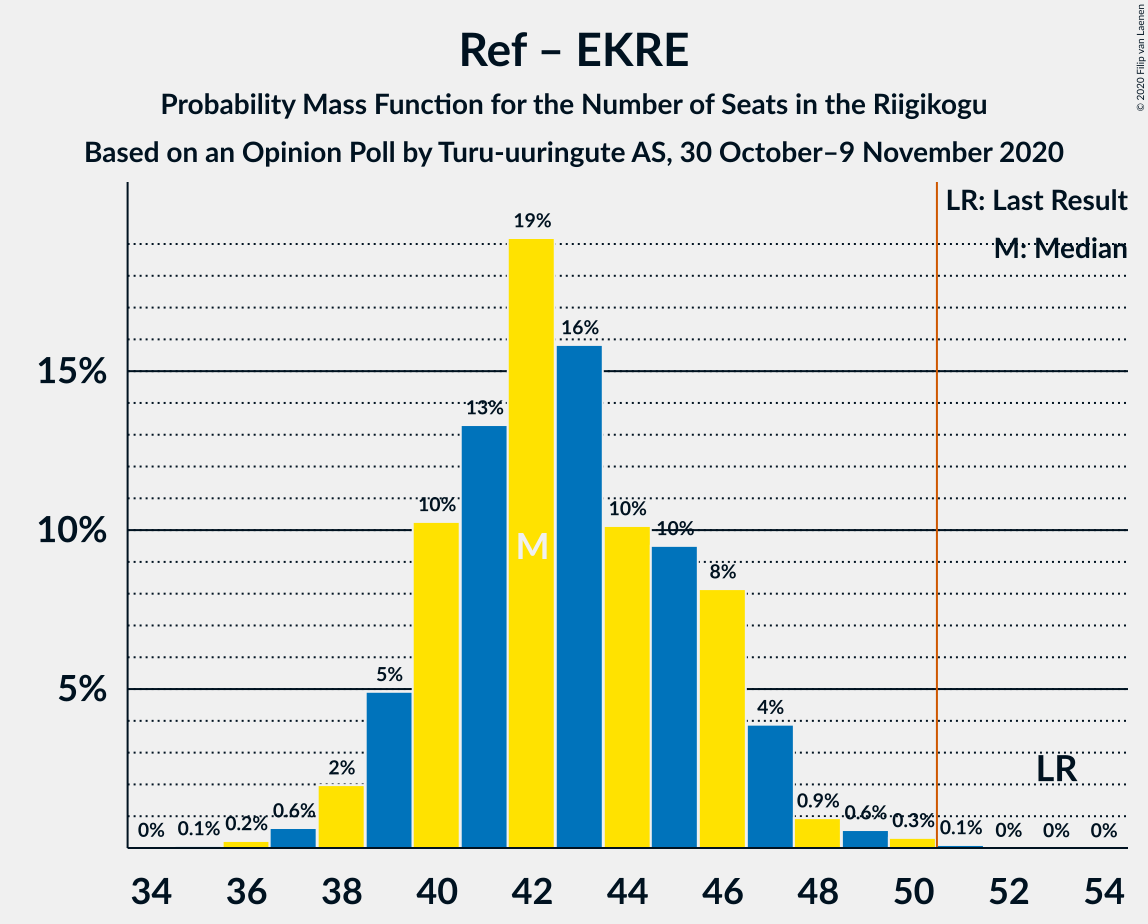 Ref – EKRE
Probability Mass Function for the Number of Seats in the Riigikogu
Based on an Opinion Poll by Turu-uuringute AS, 30 October–9 November 2020
© 2020 Filip van Laenen
LR: Last Result
M: Median
15%
10%
5%
0%
0.1%
0.2%
0.6%
2%
5%
10%
13%
19%
16%
10%
10%
8%
4%
0.9%
0.6%
0.3%
0.1%
0%
0%
0%
M
LR
34 36 38 40 42 44 46 48 50 52 54